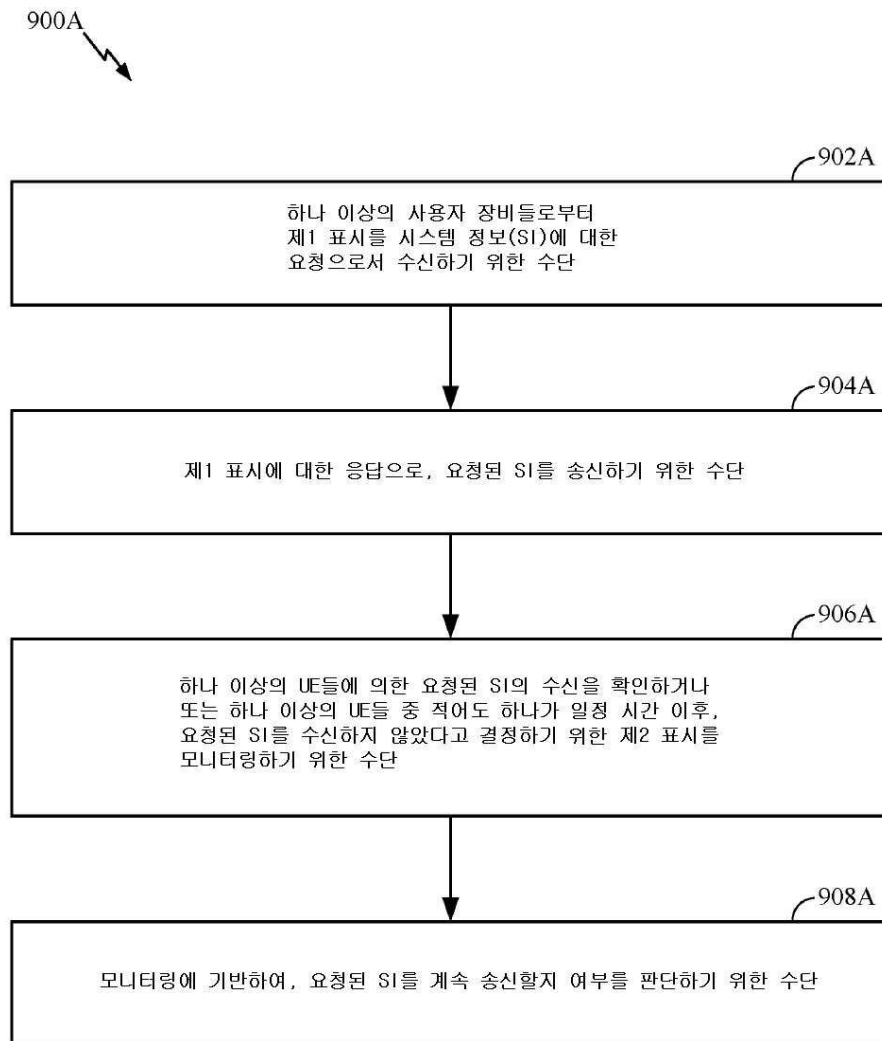 900A
902A
하나 이상의 사용자 장비들로부터
제1 표시를 시스템 정보(SI)에 대한
요청으로서 수신하기 위한 수단
904A
제1 표시에 대한 응답으로, 요청된 SI를 송신하기 위한 수단
906A
하나 이상의 UE들에 의한 요청된 SI의 수신을 확인하거나
또는 하나 이상의 UE들 중 적어도 하나가 일정 시간 이후,
요청된 SI를 수신하지 않았다고 결정하기 위한 제2 표시를
모니터링하기 위한 수단
908A
모니터링에 기반하여, 요청된 SI를 계속 송신할지 여부를 판단하기 위한 수단